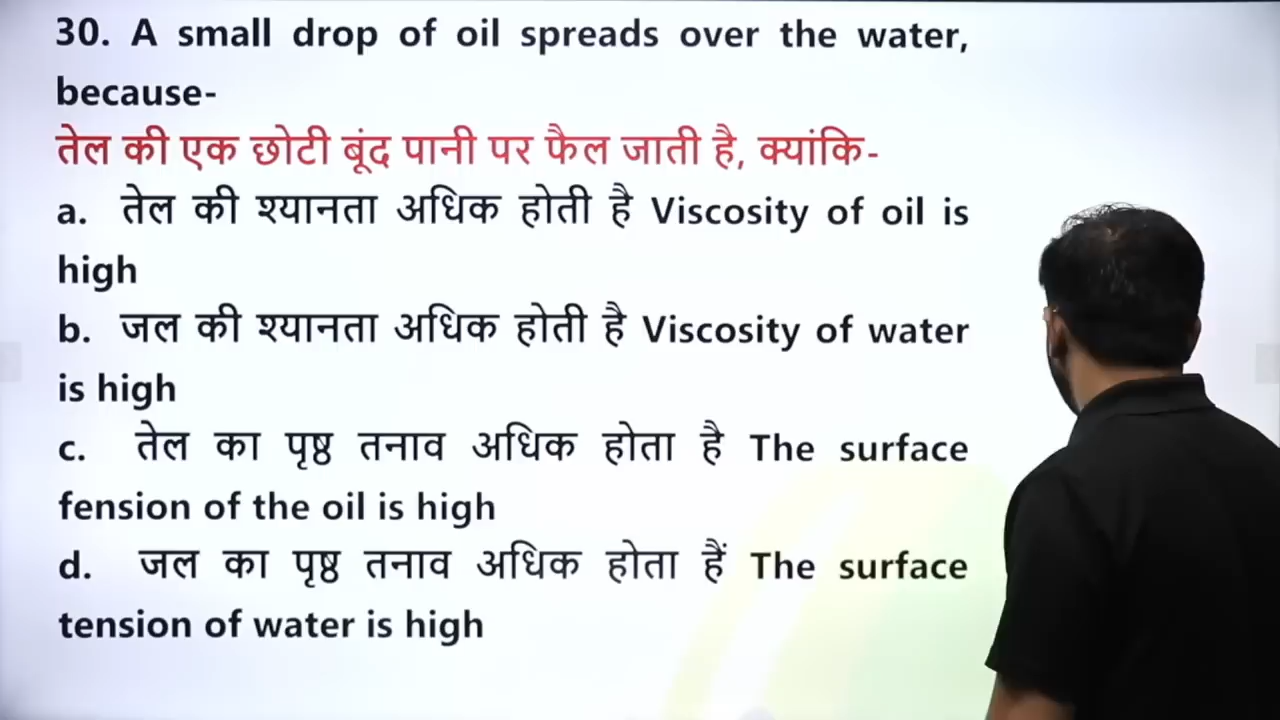 30. A small drop of oil spreads over the water,
because-
तेल की एक छोटी बूंद पानी पर फैल जाती है, क्यांकि-
a. तेल की श्यानता अधिक होती है Viscosity of oil is
high
b. जल की श्यानता अधिक होती है Viscosity of water
is high
c. तेल का पृष्ठ तनाव अधिक होता है The surface
fension of the oil is high
d. जल का पृष्ठ तनाव अधिक होता हैं The surface
tension of water is high